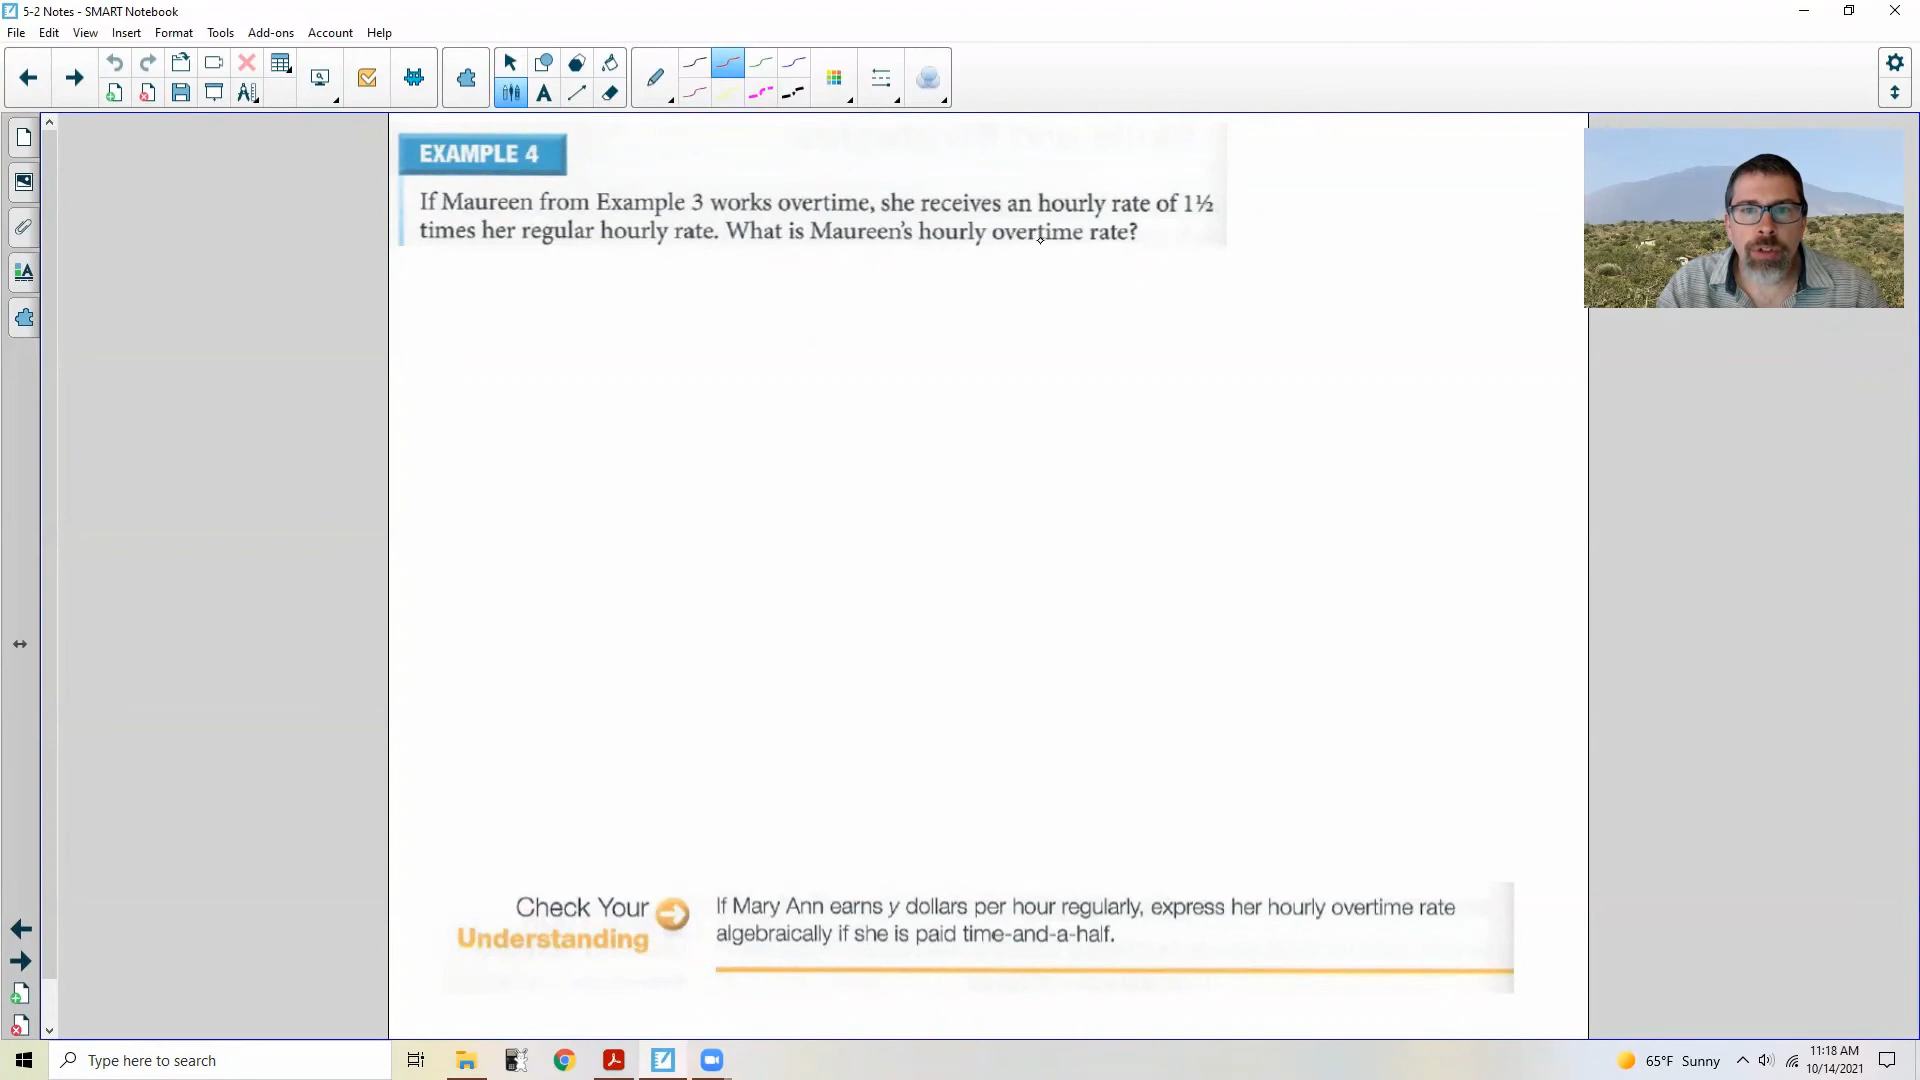 5-2 Notes - SMART Notebook
File Edit View Insert Format Tools Add-ons Account Help
EXAMPLE 4
If Maureen from Example 3 works overtime, she receives an hourly rate of 1½
times her regular hourly rate. What is Maureen's hourly overtime rate?
Check Your
Understanding
If Mary Ann earns y dollars per hour regularly, express her hourly overtime rate
algebraically if she is paid time-and-a-half.
Type here to search
65°F Sunny
11:18 AM
10/14/2021